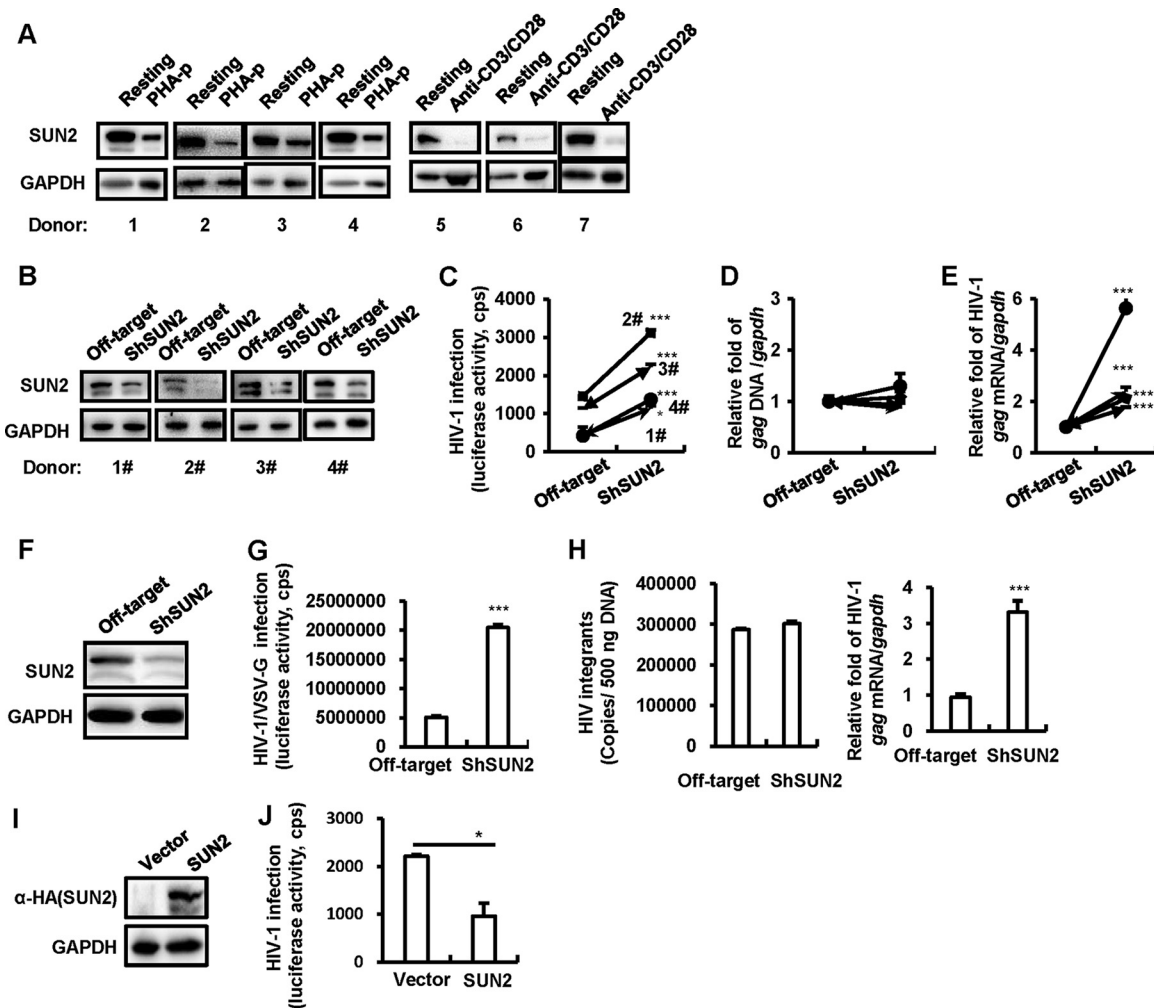 A
Resting
PHA-p
Resting
PHA-p
Resting
PHA-p
Resting
PHA-p
Resting
Anti-CD3/CD28
Resting
Anti-CD3/CD28
Resting
Anti-CD3/CD28
SUN2
GAPDH
Donor: 1 2 3 4 5 6 7
B
Off-target
ShSUN2
Off-target
ShSUN2
Off-target
ShSUN2
Off-target
ShSUN2
SUN2
GAPDH
Donor: 1# 2# 3# 4#
C
HIV-1 infection
(luciferase activity, cps)
4000
3000
2000
1000
0
2# ***
***
3#
***
4#
*
1#
Off-target
ShSUN2
D
Relative fold of
gag DNA /gapdh
3
2
1
0
Off-target
ShSUN2
E
Relative fold of HIV-1
gag mRNA/gapdh
6
4
2
0
***
***
***
***
Off-target
ShSUN2
F
Off-target
ShSUN2
SUN2
GAPDH
G
HIV-1/VSV-G infection
(luciferase activity, cps)
25000000
20000000
15000000
10000000
5000000
0
***
Off-target ShSUN2
H
HIV integrants
(Copies/ 500 ng DNA)
400000
300000
200000
100000
0
Off-target ShSUN2
Relative fold of HIV-1
gag mRNA/gapdh
4
3
2
1
0
***
Off-target ShSUN2
I
Vector
SUN2
α-HA(SUN2)
GAPDH
J
HIV-1 infection
(luciferase activity, cps)
3000
2000
1000
0
*
Vector SUN2